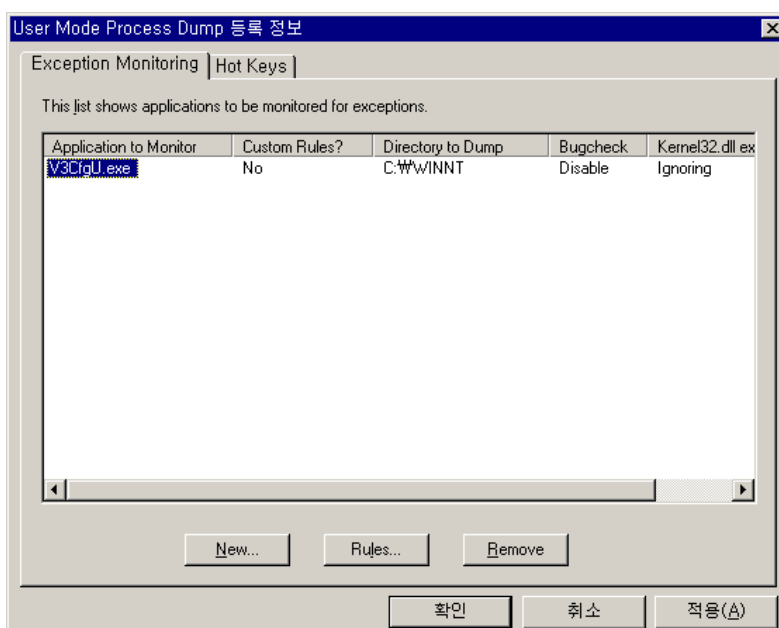 User Mode Process Dump 등록 정보
Exception Monitoring Hot Keys
This list shows applications to be monitored for exceptions.
Application to Monitor Custom Rules? Directory to Dump Bugcheck Kernel32.dll ex
V3CfgU.exe No C:₩WINNT Disable Ignoring
New... Rules... Remove
확인 취소 적용(A)